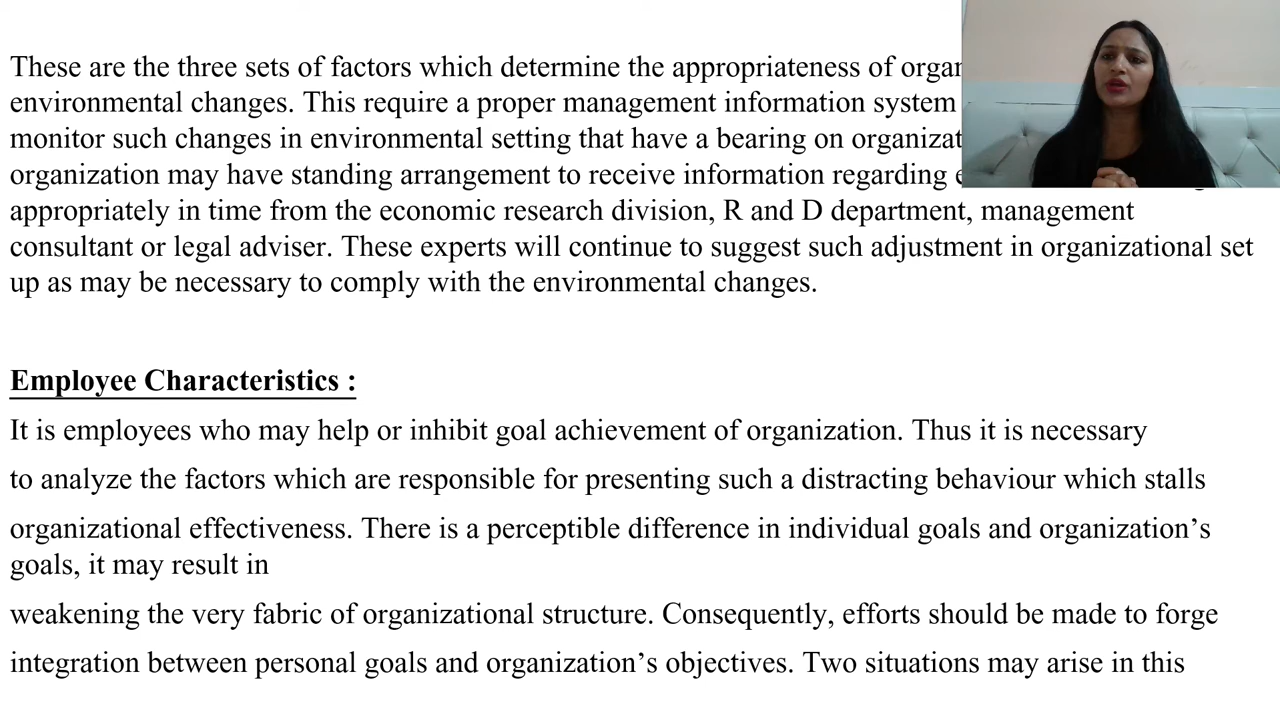 These are the three sets of factors which determine the appropriateness of
environmental changes. This require a proper management information system
monitor such changes in environmental setting that have a bearing on
organization may have standing arrangement to receive information regarding
appropriately in time from the economic research division, R and D department, management
consultant or legal adviser. These experts will continue to suggest such adjustment in organizational set
up as may be necessary to comply with the environmental changes.
Employee Characteristics :
It is employees who may help or inhibit goal achievement of organization. Thus it is necessary
to analyze the factors which are responsible for presenting such a distracting behaviour which stalls
organizational effectiveness. There is a perceptible difference in individual goals and organization’s
goals, it may result in
weakening the very fabric of organizational structure. Consequently, efforts should be made to forge
integration between personal goals and organization’s objectives. Two situations may arise in this